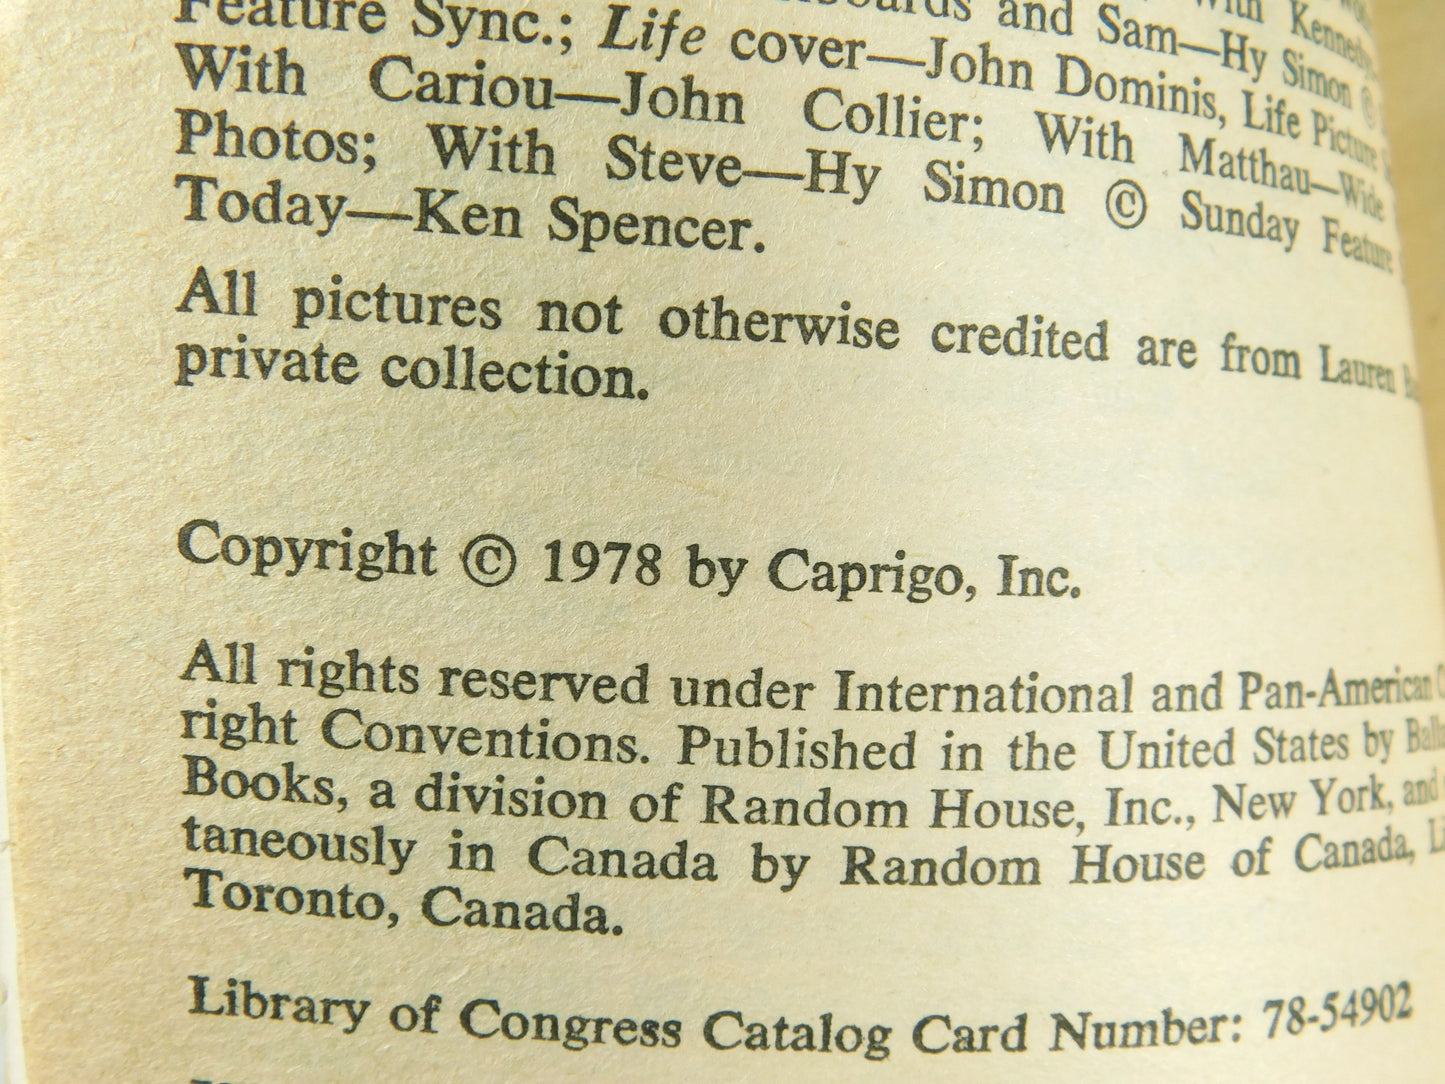 and Sam—Hy Simon ©
Feature Sync.; Life cover—John Dominis, Life Picture
With Cariou—John Collier; With Matthau—Wide
Photos; With Steve—Hy Simon © Sunday Feature
Today—Ken Spencer.
All pictures not otherwise credited are from Lauren
private collection.
Copyright © 1978 by Caprigo, Inc.
All rights reserved under International and Pan-American
right Conventions. Published in the United States by
Books, a division of Random House, Inc., New York, and
taneously in Canada by Random House of Canada,
Toronto, Canada.
Library of Congress Catalog Card Number: 78-54902